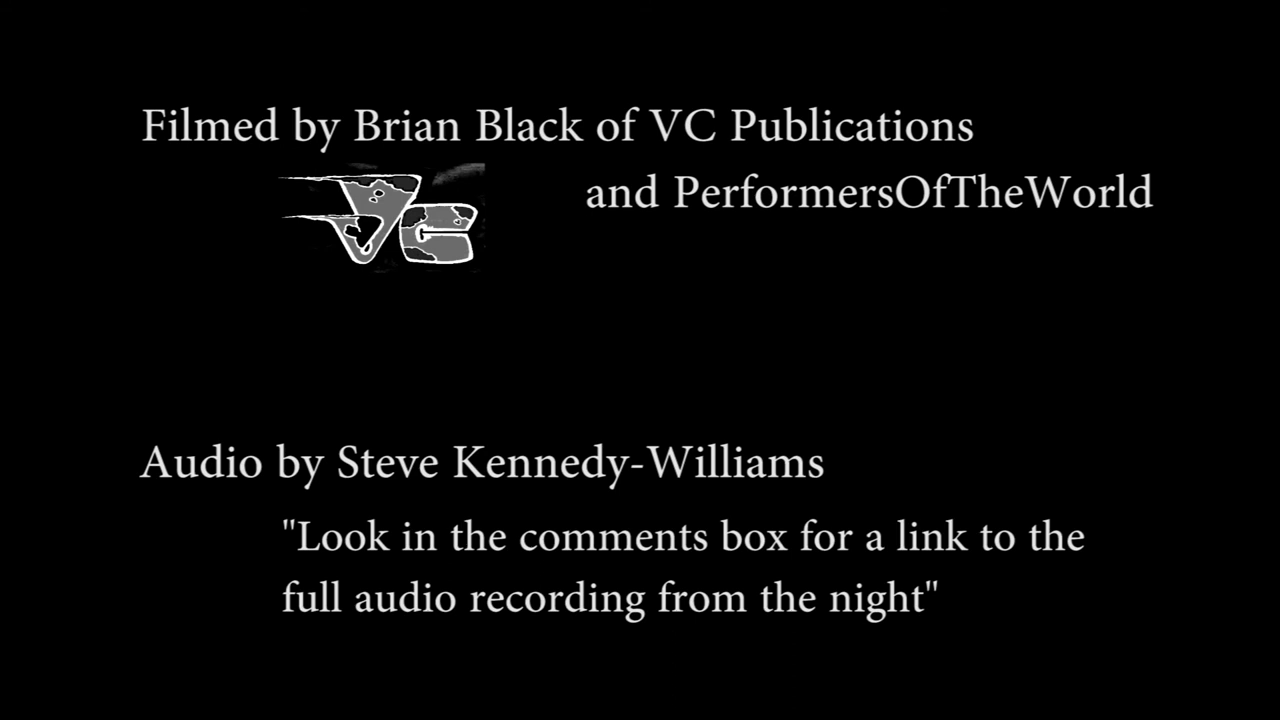 Filmed by Brian Black of VC Publications
and PerformersOfTheWorld
VC
Audio by Steve Kennedy-Williams
"Look in the comments box for a link to the
full audio recording from the night"